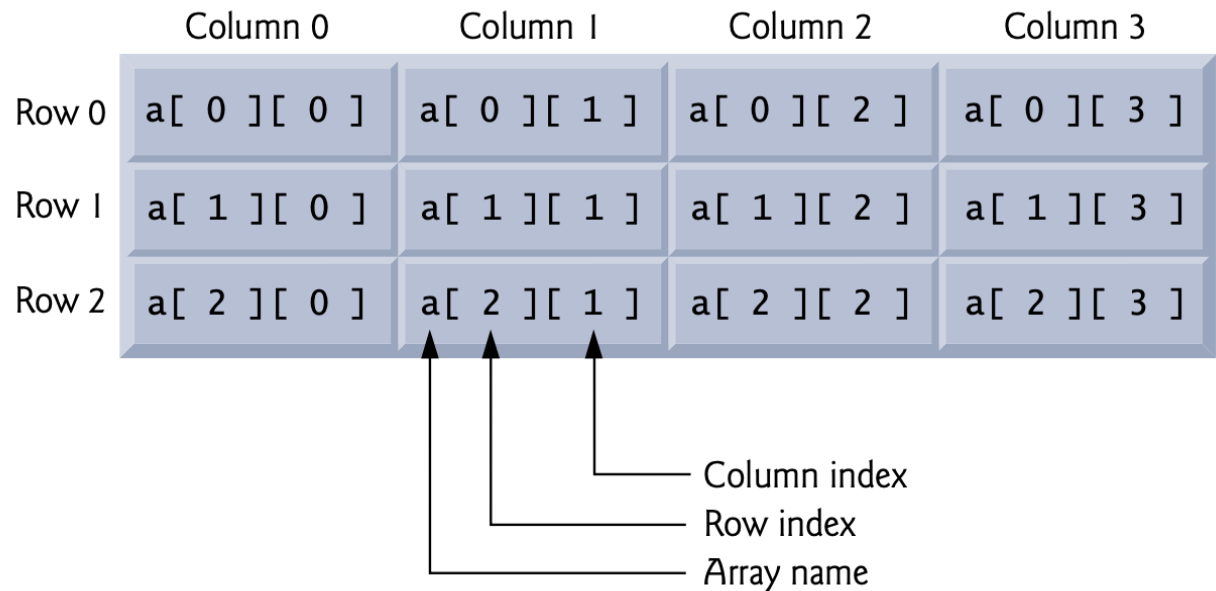 Column 0 Column 1 Column 2 Column 3
Row 0 a[ 0 ][ 0 ] a[ 0 ][ 1 ] a[ 0 ][ 2 ] a[ 0 ][ 3 ]
Row 1 a[ 1 ][ 0 ] a[ 1 ][ 1 ] a[ 1 ][ 2 ] a[ 1 ][ 3 ]
Row 2 a[ 2 ][ 0 ] a[ 2 ][ 1 ] a[ 2 ][ 2 ] a[ 2 ][ 3 ]
Column index
Row index
Array name